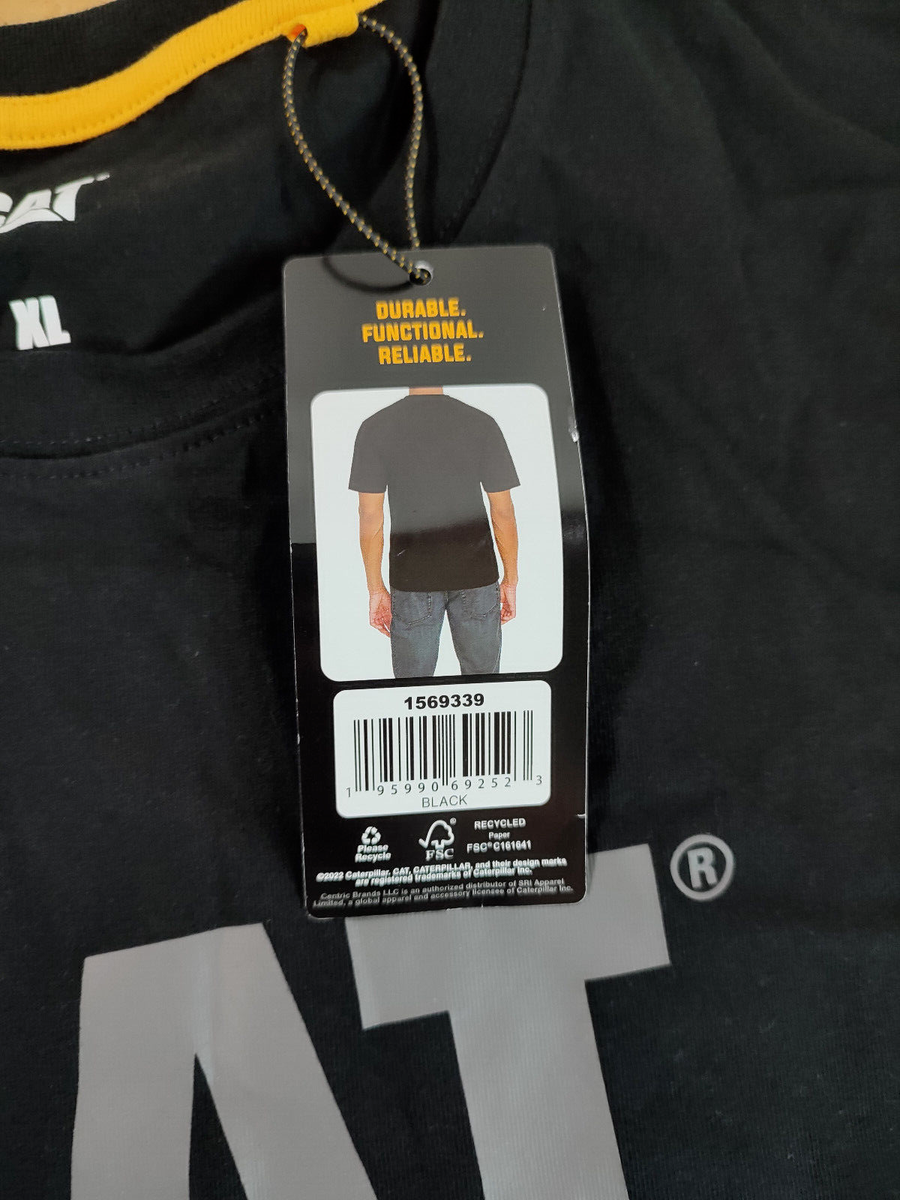 CAT
XL
DURABLE.
FUNCTIONAL.
RELIABLE.
1569339
1 95990 69252 3
BLACK
Please
Recycle
FSC®
RECYCLED
Paper
FSC® C161641
©2022 Caterpillar. CAT, CATERPILLAR, and their design marks
are registered trademarks of Caterpillar Inc.
Centric Brands LLC is an authorized distributor of SRI Apparel
Limited, a global apparel and accessory licensee of Caterpillar Inc.
AT®